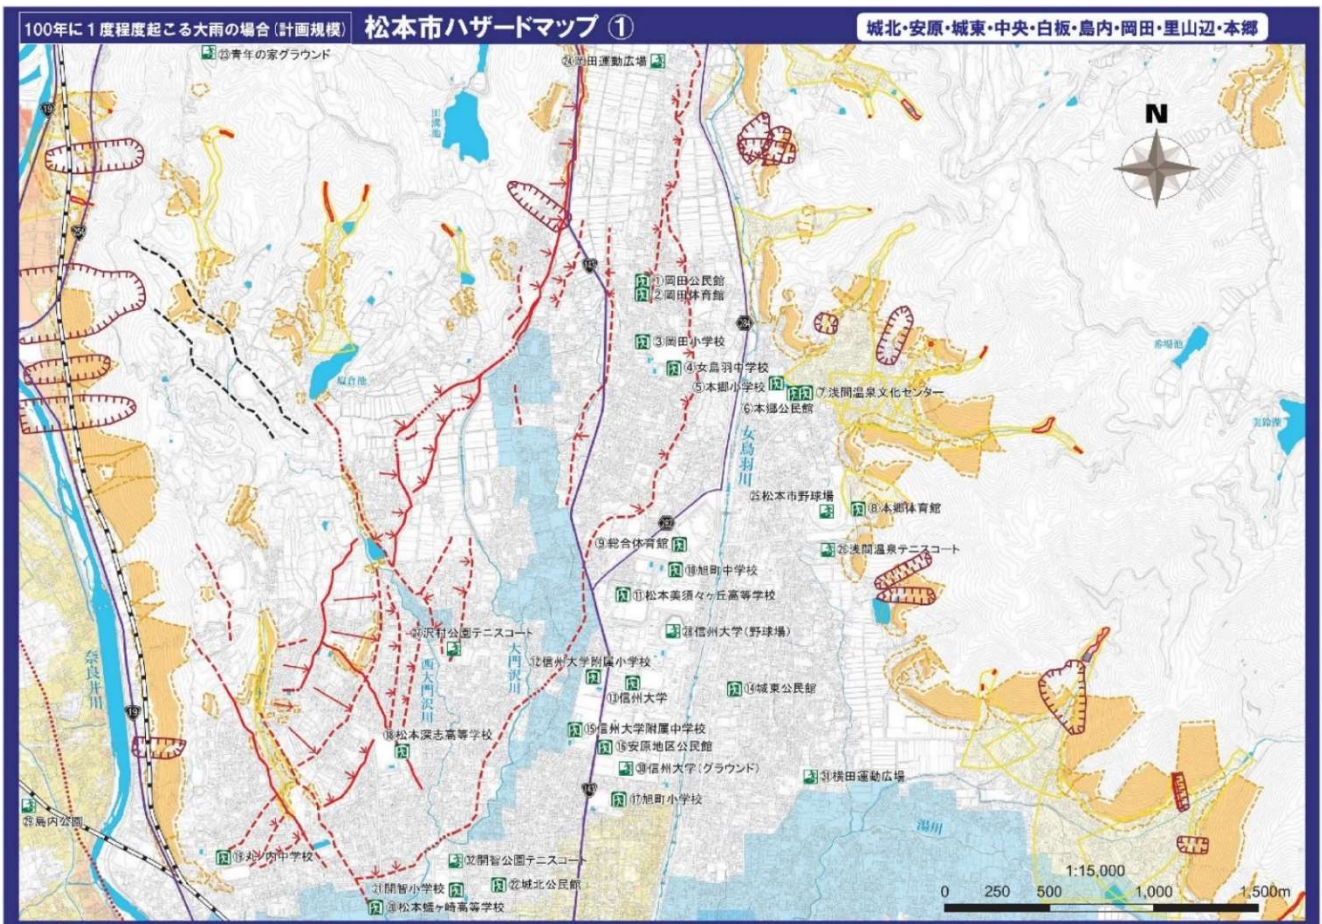 100年に１度程度起こる大雨の場合(計画規模)
松本市ハザードマップ ①
城北・安原・城東・中央・白板・島内・岡田・里山辺・本郷
㉓青年の家グラウンド
㉔岡田運動広場
田溝池
N
19
284
①岡田公民館
②岡田体育館
③岡田小学校
④女鳥羽中学校
⑤本郷小学校
⑥本郷公民館
⑦浅間温泉文化センター
284
塩倉池
美鈴湖
女鳥羽川
㉕松本市野球場
⑧本郷体育館
㉖浅間温泉テニスコート
282
⑨総合体育館
⑩旭町中学校
⑪松本美須々ヶ丘高等学校
㉘信州大学(野球場)
沢村公園テニスコート
大門沢川
西大門沢川
奈良井川
⑫信州大学附属小学校
⑬信州大学
⑭城東公民館
19
⑮信州大学附属中学校
⑯安原地区公民館
⑱松本深志高等学校
㉚信州大学(グラウンド)
㉛横田運動広場
143
⑰旭町小学校
湯川
㉙島内公園
⑲丸ノ内中学校
㉜開智公園テニスコート
㉑開智小学校
㉒城北公民館
⑳松本蟻ヶ崎高等学校
1:15,000
0 250 500 1,000 1,500m